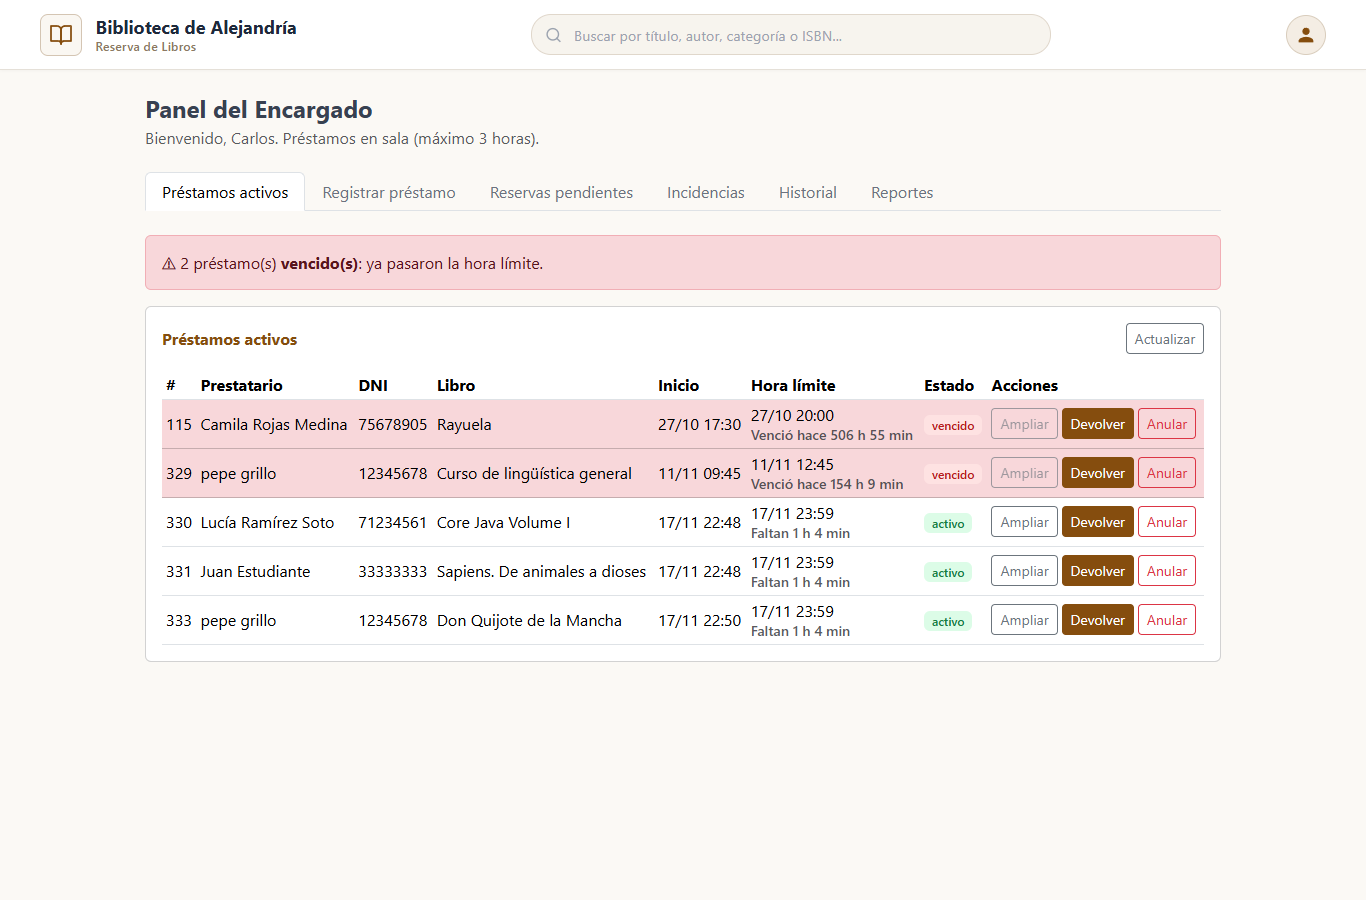 Biblioteca de Alejandría
Reserva de Libros
Buscar por título, autor, categoría o ISBN...
Panel del Encargado
Bienvenido, Carlos. Préstamos en sala (máximo 3 horas).
Préstamos activos Registrar préstamo Reservas pendientes Incidencias Historial Reportes
⚠ 2 préstamo(s) vencido(s): ya pasaron la hora límite.
Préstamos activos Actualizar
# Prestatario DNI Libro Inicio Hora límite Estado Acciones
115 Camila Rojas Medina 75678905 Rayuela 27/10 17:30 27/10 20:00 vencido Ampliar Devolver Anular
Venció hace 506 h 55 min
329 pepe grillo 12345678 Curso de lingüística general 11/11 09:45 11/11 12:45 vencido Ampliar Devolver Anular
Venció hace 154 h 9 min
330 Lucía Ramírez Soto 71234561 Core Java Volume I 17/11 22:48 17/11 23:59 activo Ampliar Devolver Anular
Faltan 1 h 4 min
331 Juan Estudiante 33333333 Sapiens. De animales a dioses 17/11 22:48 17/11 23:59 activo Ampliar Devolver Anular
Faltan 1 h 4 min
333 pepe grillo 12345678 Don Quijote de la Mancha 17/11 22:50 17/11 23:59 activo Ampliar Devolver Anular
Faltan 1 h 4 min